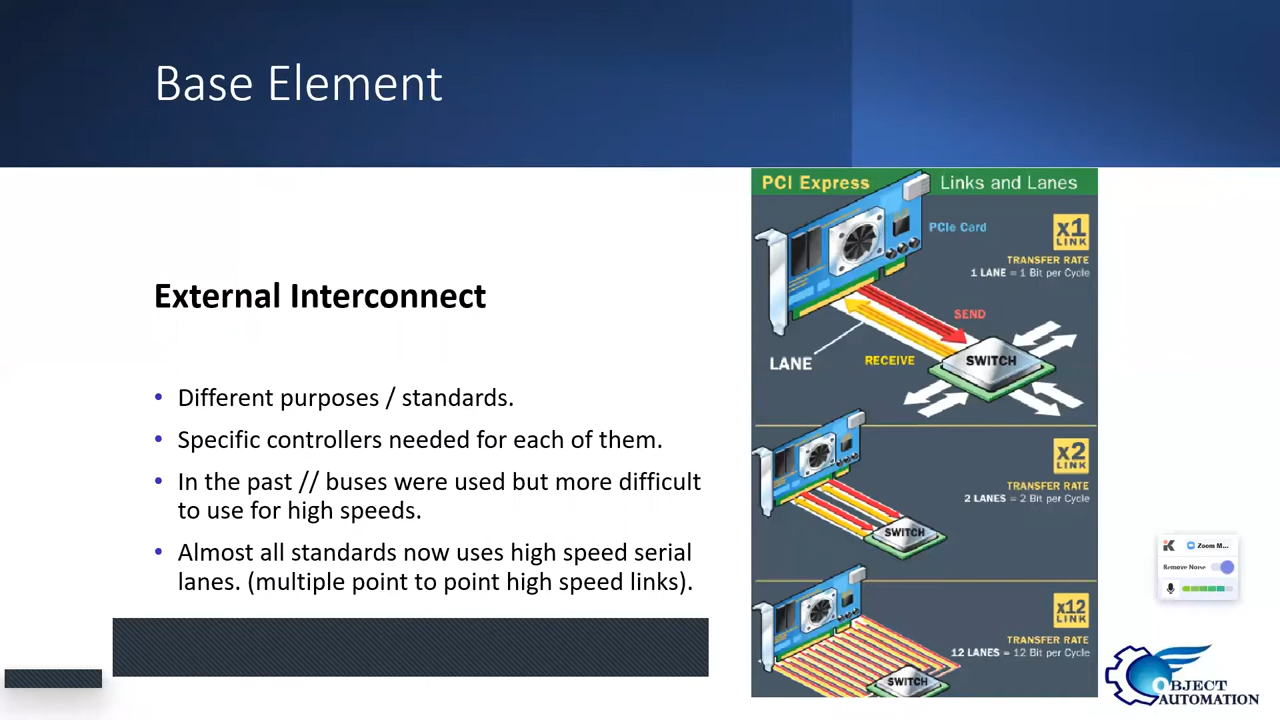 Base Element
External Interconnect
• Different purposes / standards.
• Specific controllers needed for each of them.
• In the past // buses were used but more difficult
to use for high speeds.
• Almost all standards now uses high speed serial
lanes. (multiple point to point high speed links).
PCI Express Links and Lanes
PCIe Card
x1
LINK
TRANSFER RATE
1 LANE = 1 Bit per Cycle
SEND
LANE
RECEIVE
SWITCH
x2
LINK
TRANSFER RATE
2 LANES = 2 Bit per Cycle
SWITCH
x12
LINK
TRANSFER RATE
12 LANES = 12 Bit per Cycle
SWITCH
Zoom M...
Remove Noise
OBJECT
AUTOMATION